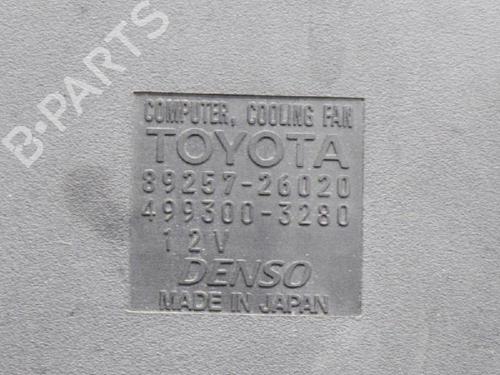 B-PARTS
COMPUTER, COOLING FAN
TOYOTA
89257-26020
499300-3280
12V
DENSO
MADE IN JAPAN